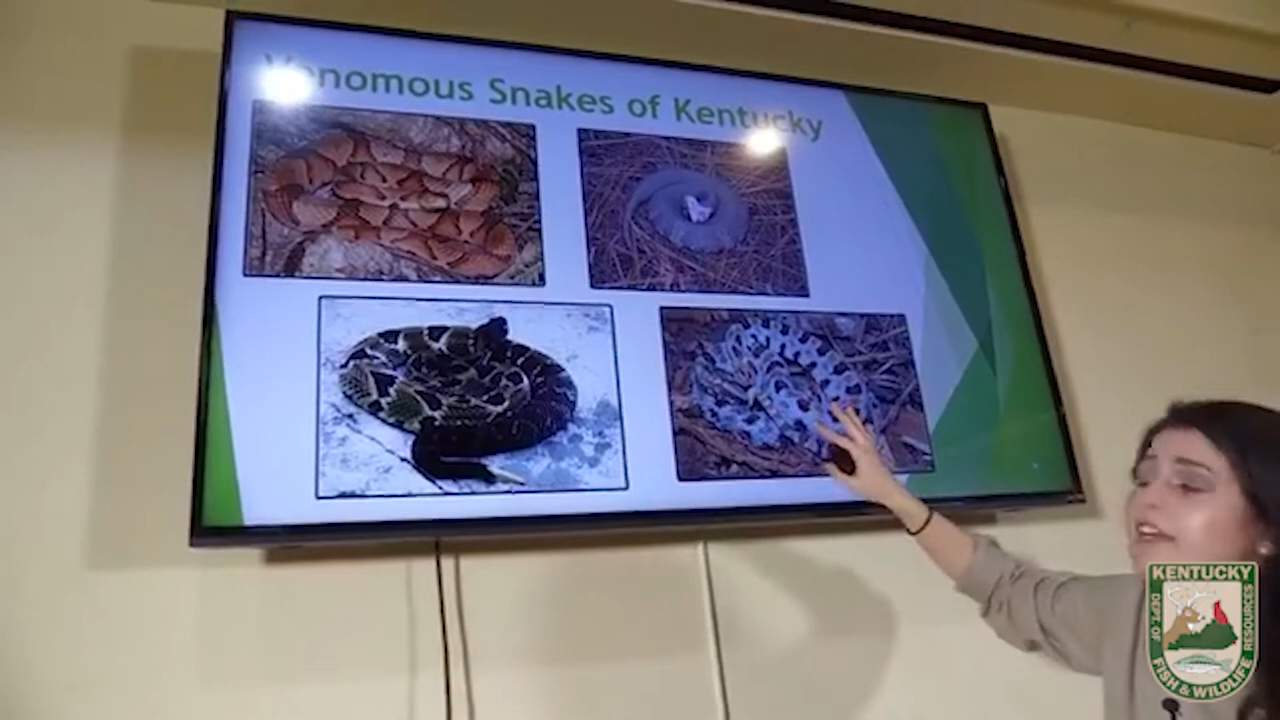 Venomous Snakes of Kentucky
KENTUCKY
DEPT. OF
FISH & WILDLIFE
RESOURCES